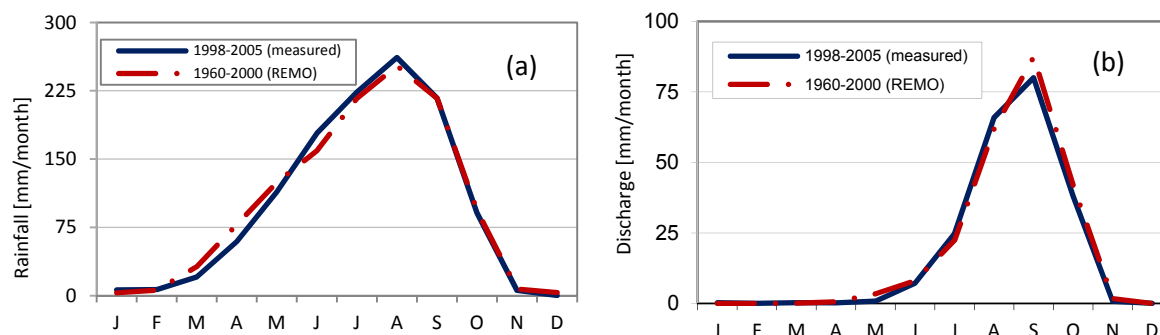 300
225
150
75
0
Rainfall [mm/month]
1998-2005 (measured)
1960-2000 (REMO)
(a)
J F M A M J J A S O N D
100
75
50
25
0
Discharge [mm/month]
1998-2005 (measured)
1960-2000 (REMO)
(b)
J F M A M J J A S O N D